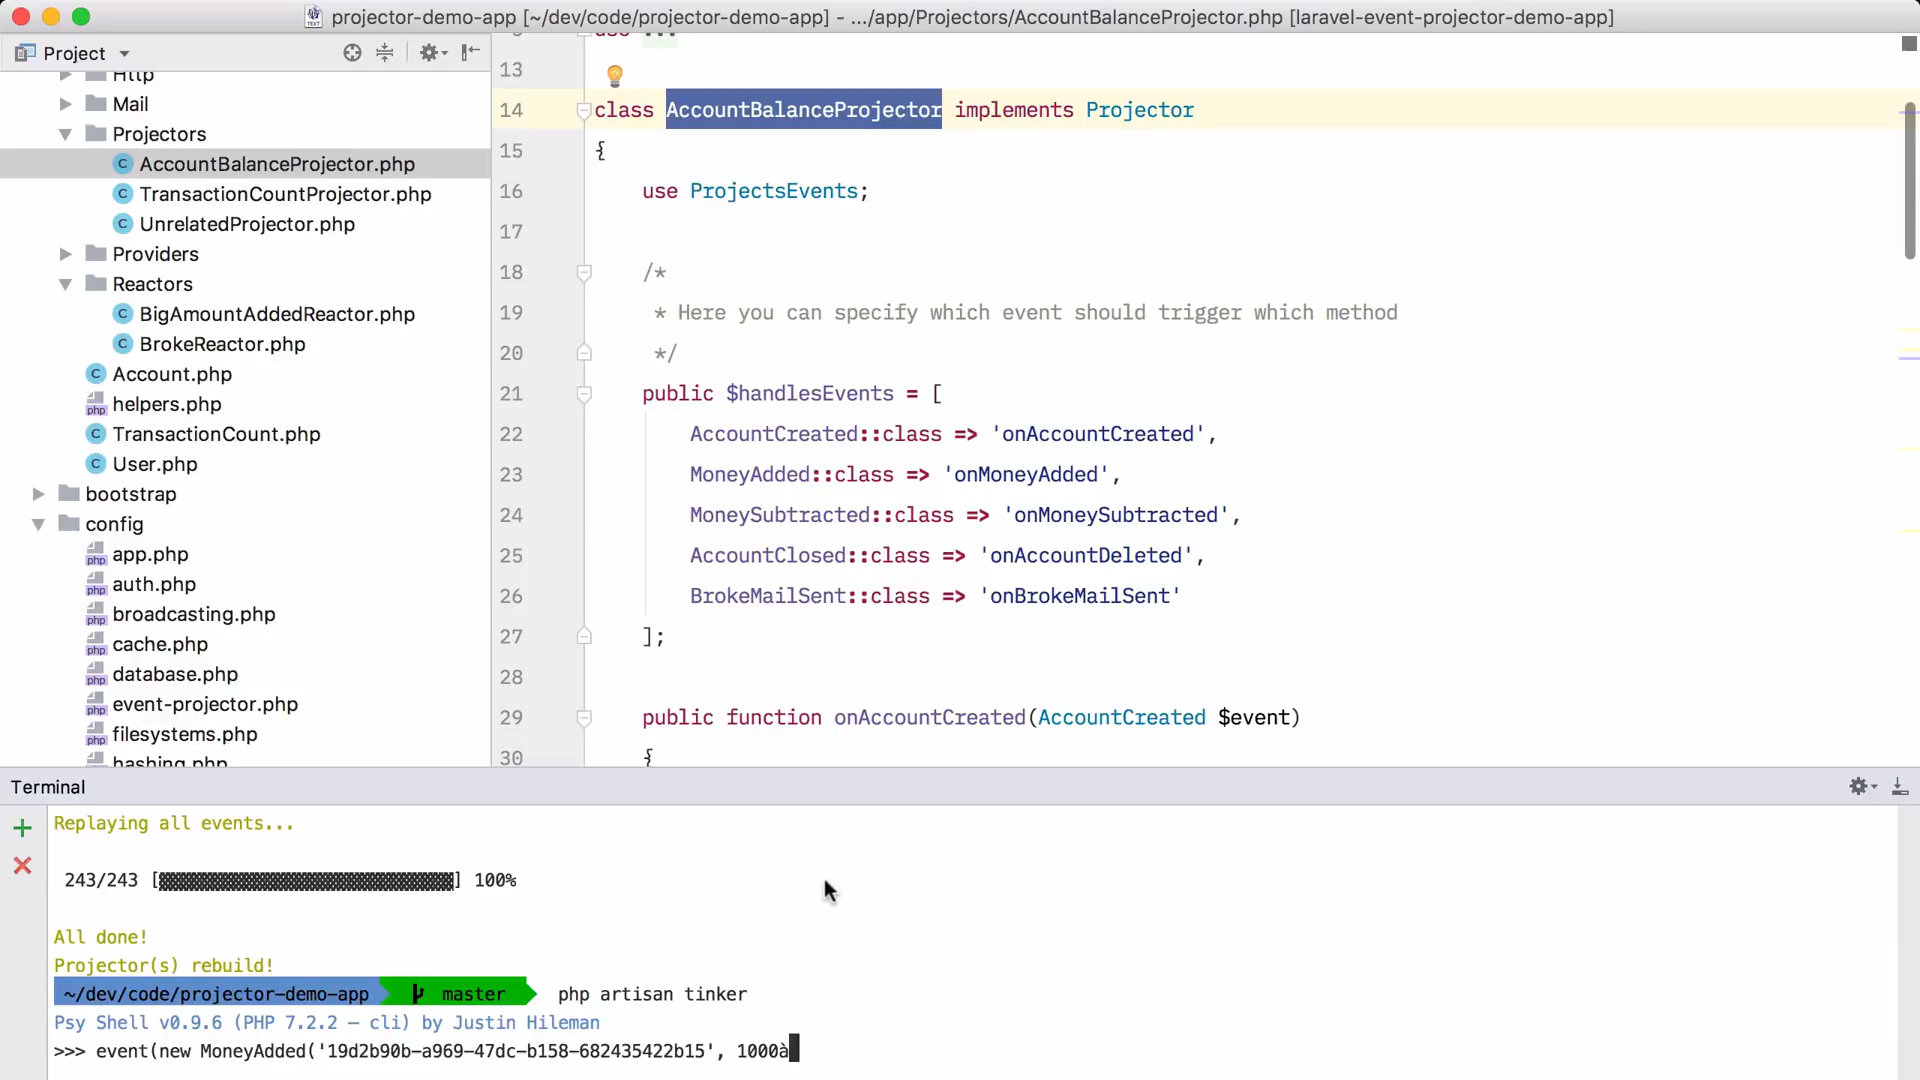 projector-demo-app [~/dev/code/projector-demo-app] - .../app/Projectors/AccountBalanceProjector.php [laravel-event-projector-demo-app]
Project
Http
Mail
Projectors
AccountBalanceProjector.php
TransactionCountProjector.php
UnrelatedProjector.php
Providers
Reactors
BigAmountAddedReactor.php
BrokeReactor.php
Account.php
helpers.php
TransactionCount.php
User.php
bootstrap
config
app.php
auth.php
broadcasting.php
cache.php
database.php
event-projector.php
filesystems.php
hashing.php
use ...
13
14 class AccountBalanceProjector implements Projector
15 {
16 use ProjectsEvents;
17
18 /*
19 * Here you can specify which event should trigger which method
20 */
21 public $handlesEvents = [
22 AccountCreated::class => 'onAccountCreated',
23 MoneyAdded::class => 'onMoneyAdded',
24 MoneySubtracted::class => 'onMoneySubtracted',
25 AccountClosed::class => 'onAccountDeleted',
26 BrokeMailSent::class => 'onBrokeMailSent'
27 ];
28
29 public function onAccountCreated(AccountCreated $event)
30 {
Terminal
Replaying all events...
243/243 [] 100%
All done!
Projector(s) rebuild!
~/dev/code/projector-demo-app master php artisan tinker
Psy Shell v0.9.6 (PHP 7.2.2 — cli) by Justin Hileman
>>> event(new MoneyAdded('19d2b90b-a969-47dc-b158-682435422b15', 1000à